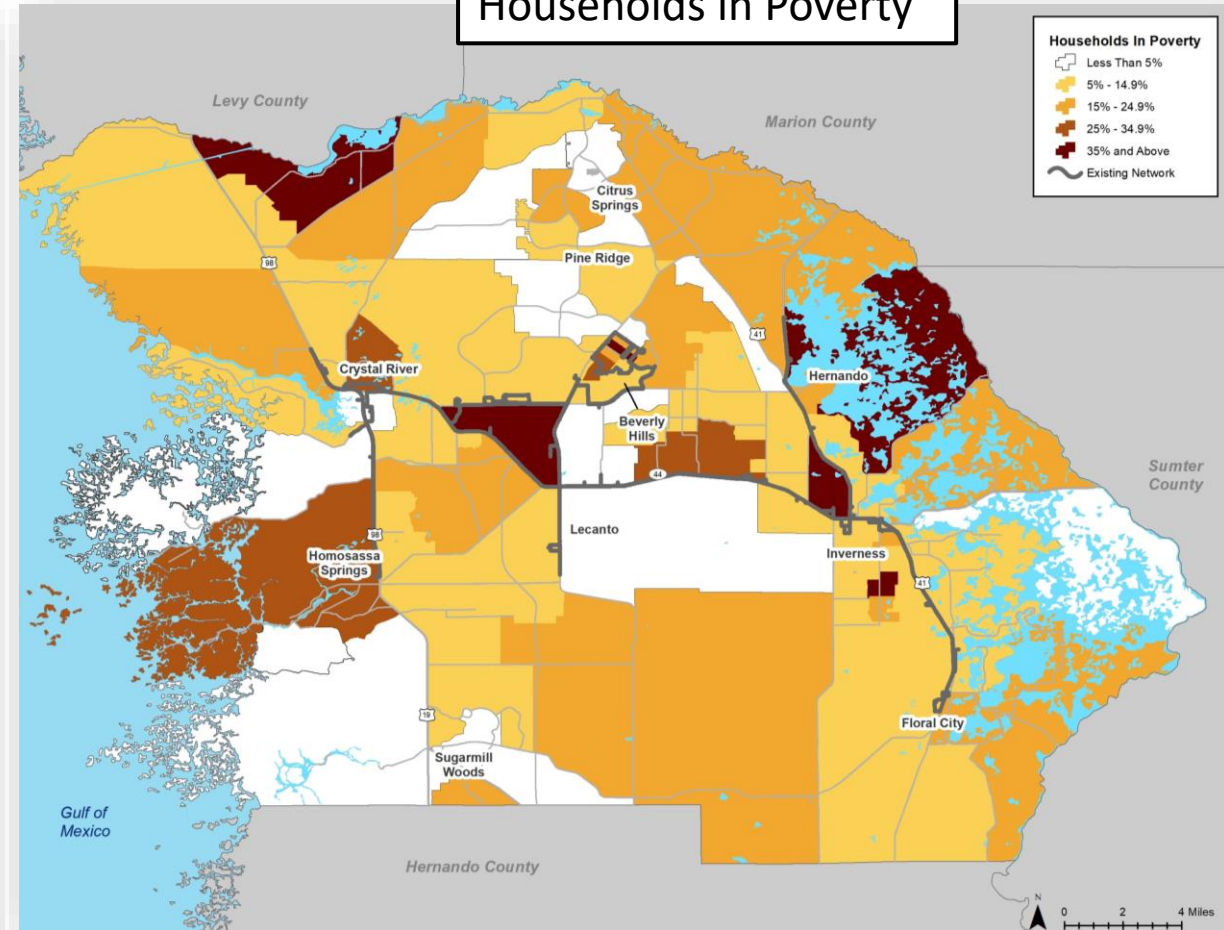 Households in Poverty
Households In Poverty
Less Than 5%
5% - 14.9%
15% - 24.9%
25% - 34.9%
35% and Above
Existing Network
Levy County
Marion County
Citrus
Springs
Pine Ridge
98
41
Crystal River
Hernando
Beverly
Hills
44
Sumter
County
Lecanto
98
Homosassa
Springs
Inverness
41
19
Floral City
Sugarmill
Woods
Gulf of
Mexico
Hernando County
N
0 2 4 Miles